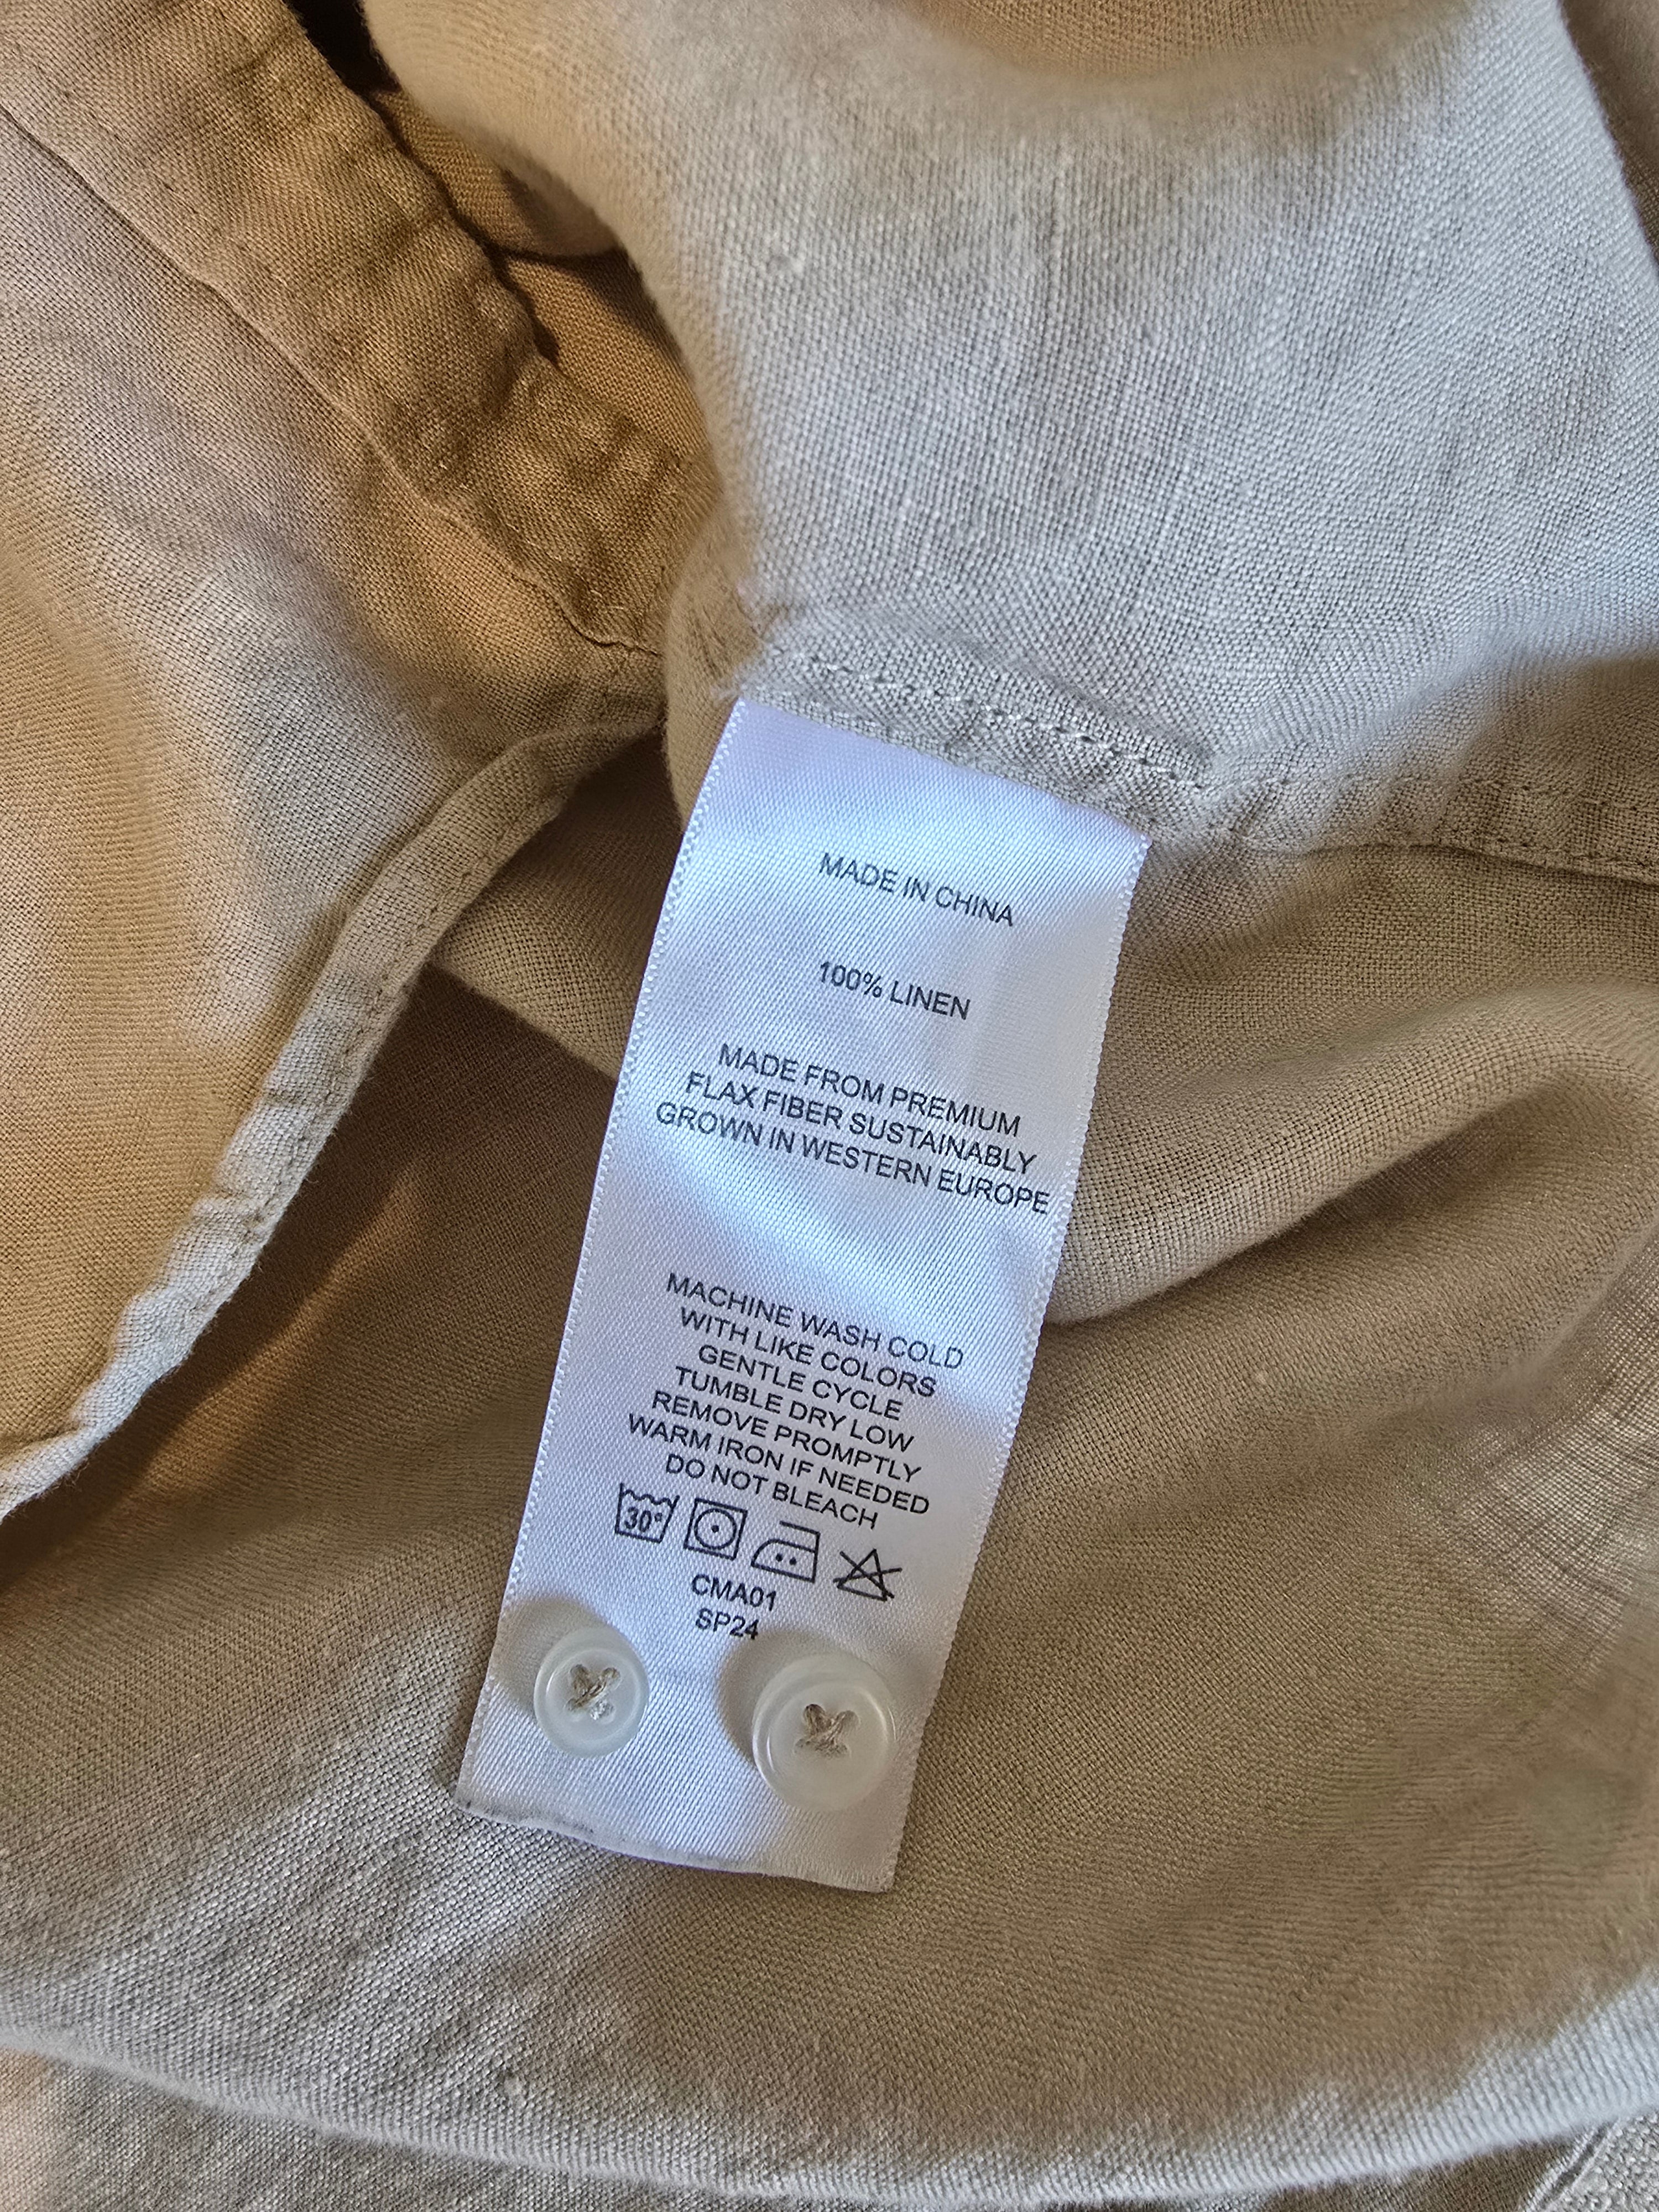 MADE IN CHINA
100% LINEN
MADE FROM PREMIUM
FLAX FIBER SUSTAINABLY
GROWN IN WESTERN EUROPE
MACHINE WASH COLD
WITH LIKE COLORS
GENTLE CYCLE
TUMBLE DRY LOW
REMOVE PROMPTLY
WARM IRON IF NEEDED
DO NOT BLEACH
30°
CMA01
SP24